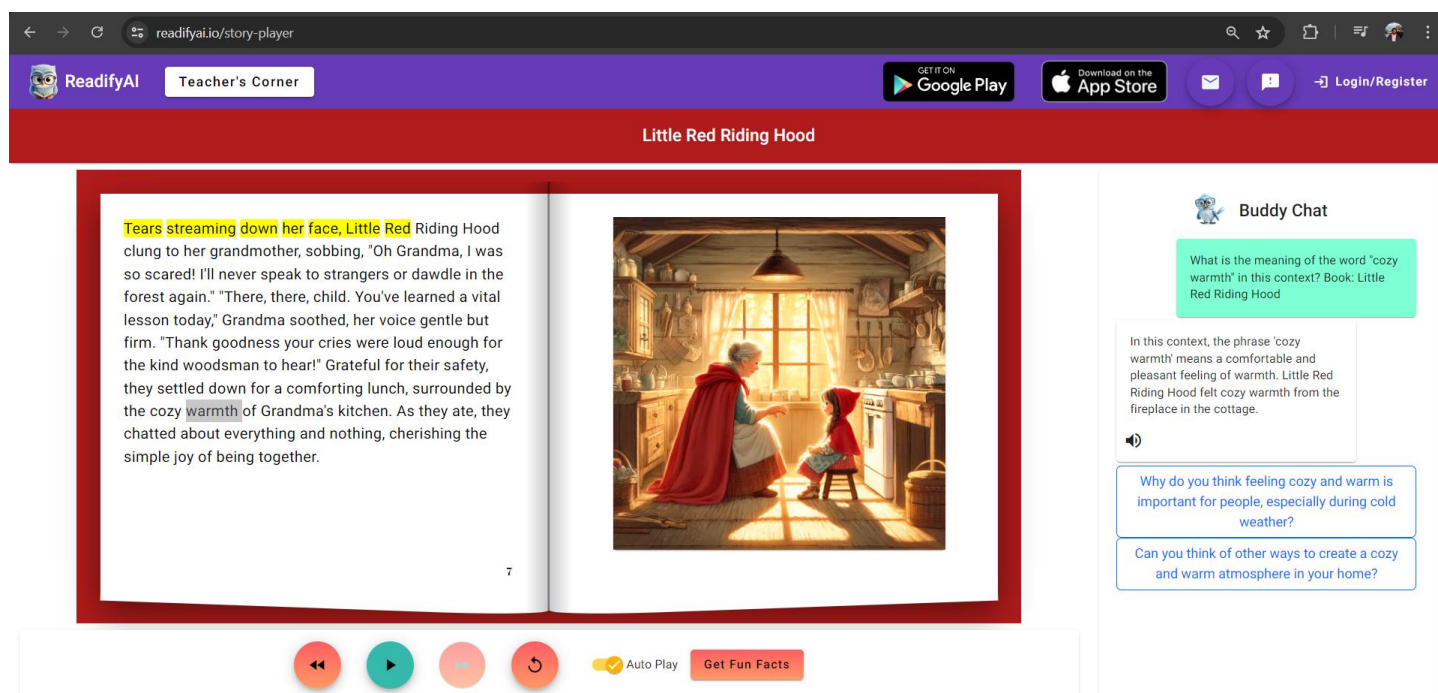 readifyai.io/story-player
ReadifyAI
Teacher's Corner
GET IT ON
Google Play
Download on the
App Store
Login/Register
Little Red Riding Hood
Tears streaming down her face, Little Red Riding Hood
clung to her grandmother, sobbing, "Oh Grandma, I was
so scared! I'll never speak to strangers or dawdle in the
forest again." "There, there, child. You've learned a vital
lesson today," Grandma soothed, her voice gentle but
firm. "Thank goodness your cries were loud enough for
the kind woodsman to hear!" Grateful for their safety,
they settled down for a comforting lunch, surrounded by
the cozy warmth of Grandma's kitchen. As they ate, they
chatted about everything and nothing, cherishing the
simple joy of being together.
7
Buddy Chat
What is the meaning of the word "cozy
warmth" in this context? Book: Little
Red Riding Hood
In this context, the phrase 'cozy
warmth' means a comfortable and
pleasant feeling of warmth. Little Red
Riding Hood felt cozy warmth from the
fireplace in the cottage.
Why do you think feeling cozy and warm is
important for people, especially during cold
weather?
Can you think of other ways to create a cozy
and warm atmosphere in your home?
Auto Play
Get Fun Facts